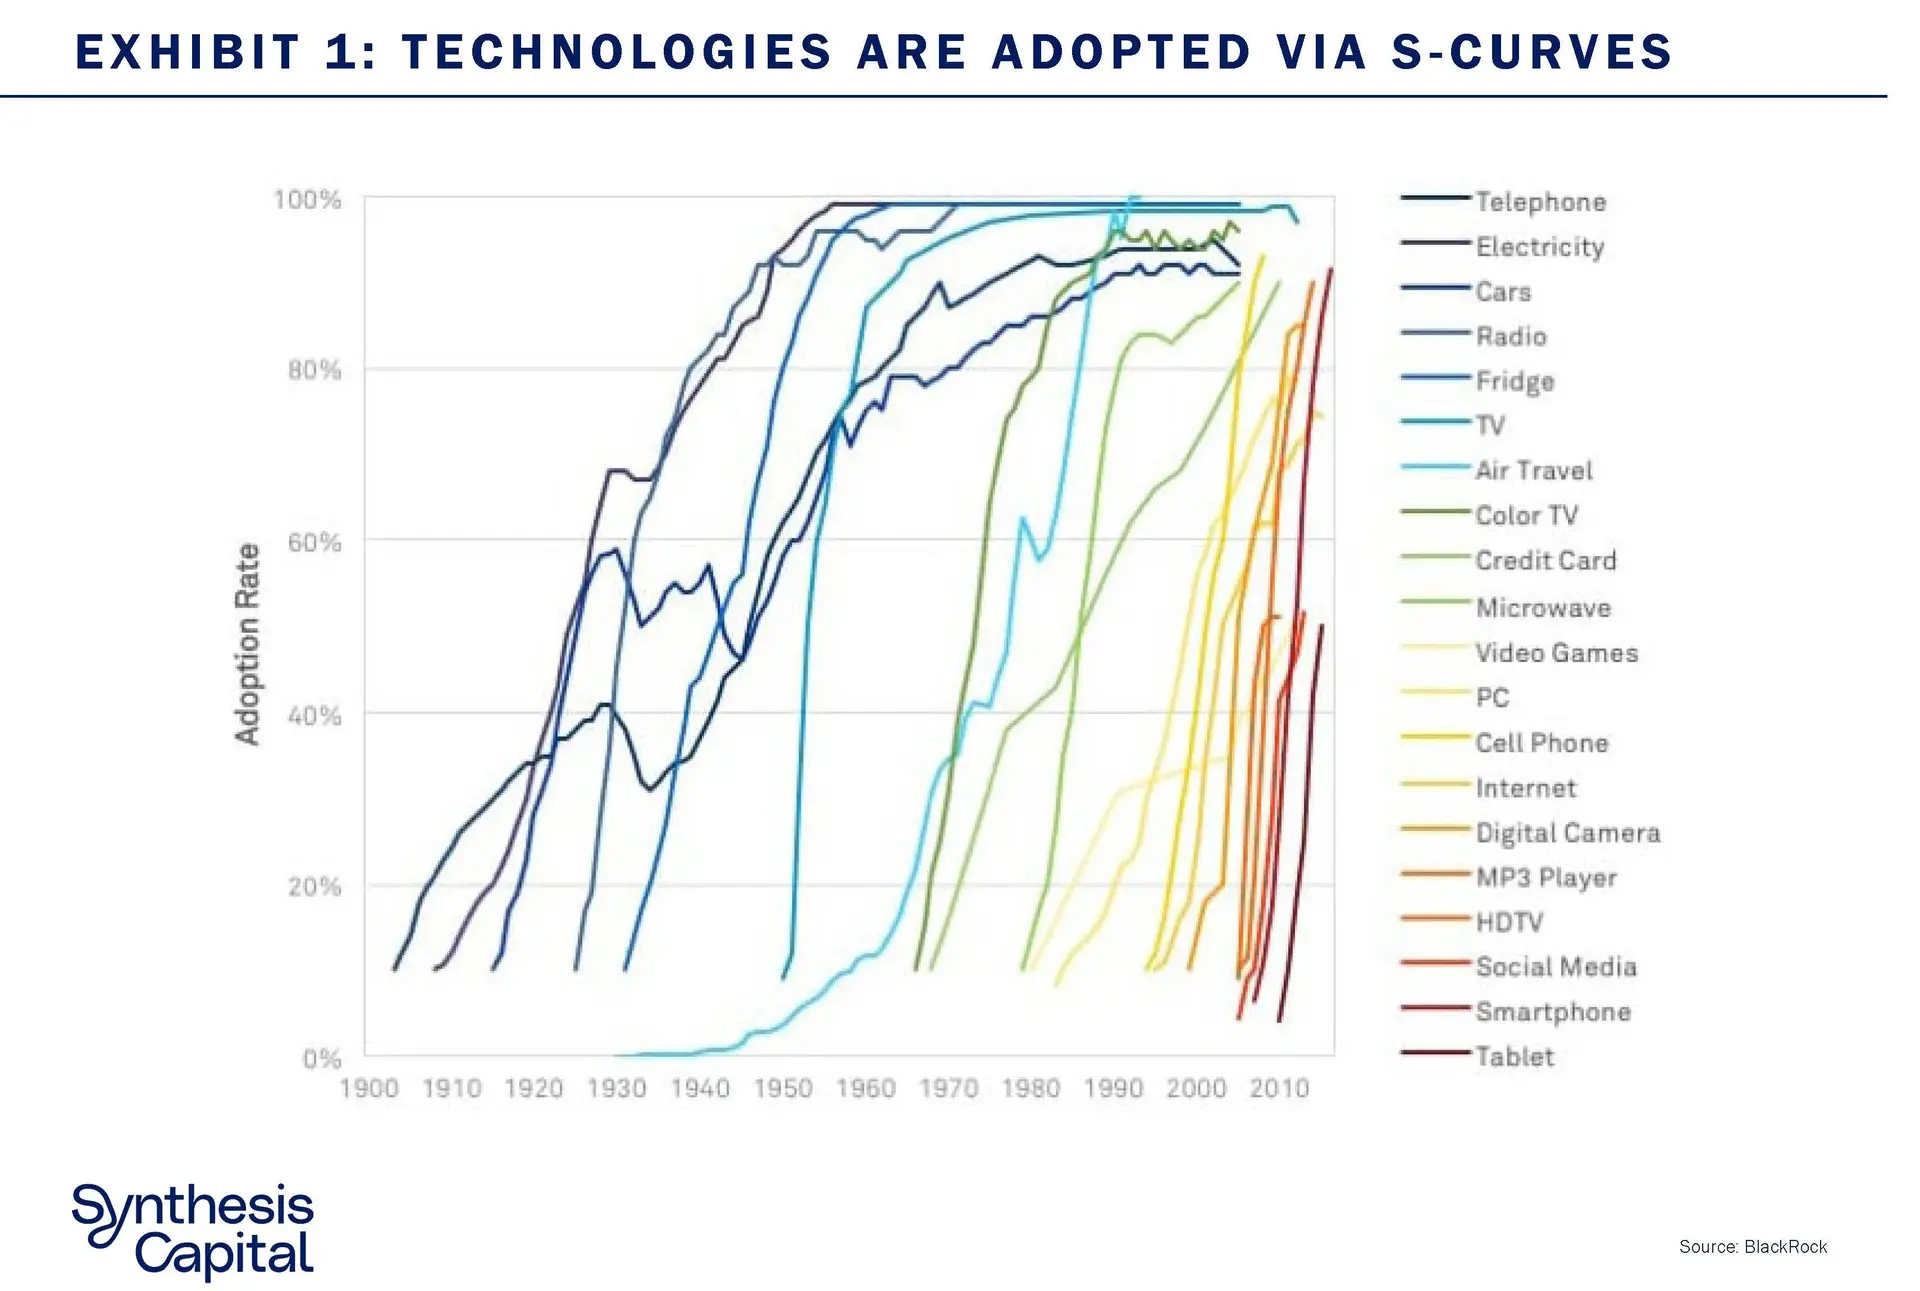 EXHIBIT 1: TECHNOLOGIES ARE ADOPTED VIA S-CURVES
Adoption Rate
100%
80%
60%
40%
20%
0%
1900 1910 1920 1930 1940 1950 1960 1970 1980 1990 2000 2010
Telephone
Electricity
Cars
Radio
Fridge
TV
Air Travel
Color TV
Credit Card
Microwave
Video Games
PC
Cell Phone
Internet
Digital Camera
MP3 Player
HDTV
Social Media
Smartphone
Tablet
Synthesis
Capital
Source: BlackRock